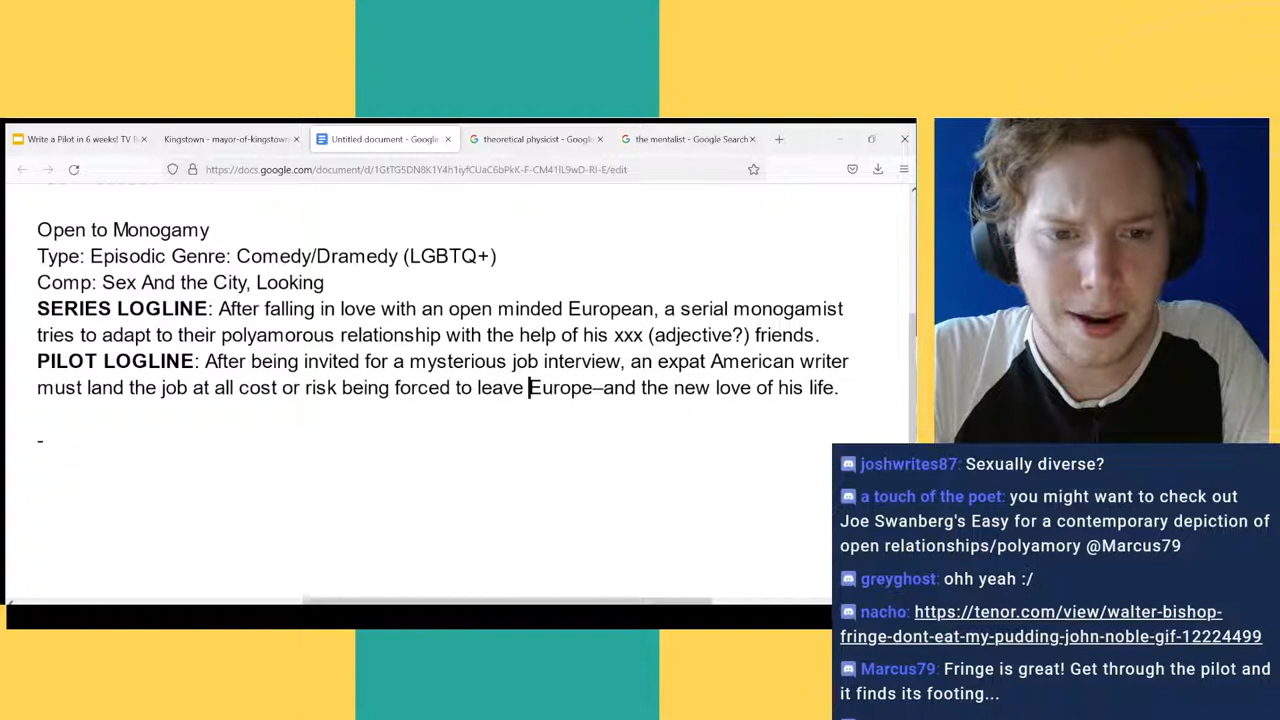 Write a Pilot in 6 weeks! TV
Kingstown - mayor-of-kingstown
Untitled document - Google
theoretical physicist - Google
the mentalist - Google Search
https://docs.google.com/document/d/1GtTG5DN8K1Y4h1iyfCUaC6bPkK-F-CM41lL9wD-RI-E/edit
Open to Monogamy
Type: Episodic Genre: Comedy/Dramedy (LGBTQ+)
Comp: Sex And the City, Looking
SERIES LOGLINE: After falling in love with an open minded European, a serial monogamist
tries to adapt to their polyamorous relationship with the help of his xxx (adjective?) friends.
PILOT LOGLINE: After being invited for a mysterious job interview, an expat American writer
must land the job at all cost or risk being forced to leave Europe–and the new love of his life.
-
joshwrites87: Sexually diverse?
a touch of the poet: you might want to check out
Joe Swanberg's Easy for a contemporary depiction of
open relationships/polyamory @Marcus79
greyghost: ohh yeah :/
nacho: https://tenor.com/view/walter-bishop-
fringe-dont-eat-my-pudding-john-noble-gif-12224499
Marcus79: Fringe is great! Get through the pilot and
it finds its footing...